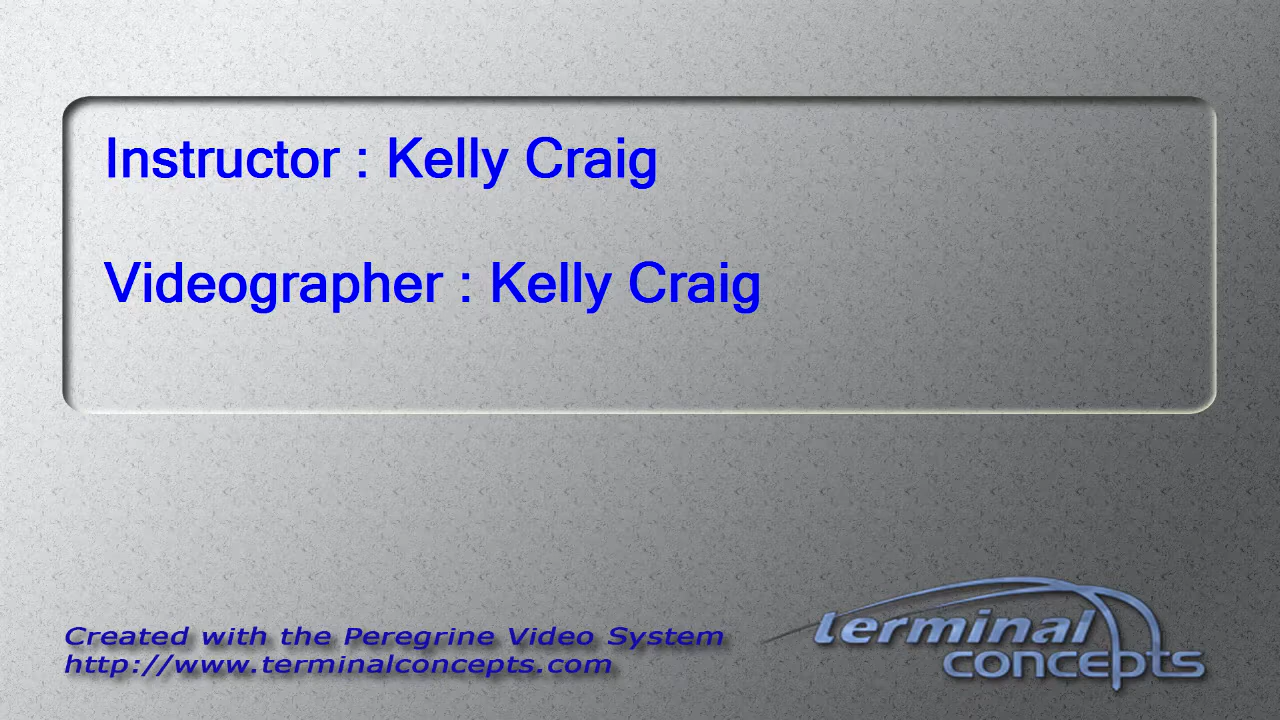 Instructor : Kelly Craig
Videographer : Kelly Craig
Created with the Peregrine Video System
http://www.terminalconcepts.com
terminal
concepts